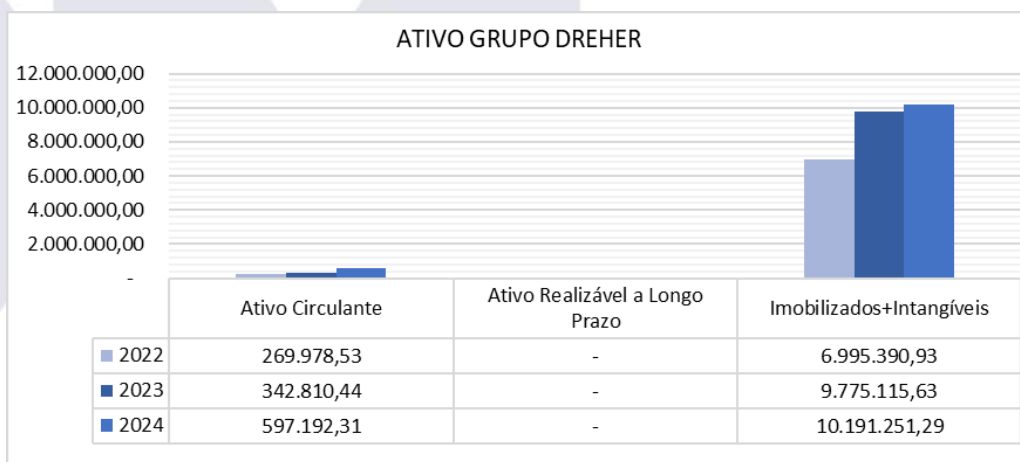 ATIVO GRUPO DREHER
12.000.000,00
10.000.000,00
8.000.000,00
6.000.000,00
4.000.000,00
2.000.000,00
-
Ativo Circulante
Ativo Realizável a Longo
Prazo
Imobilizados+Intangíveis
2022 269.978,53 - 6.995.390,93
2023 342.810,44 - 9.775.115,63
2024 597.192,31 - 10.191.251,29